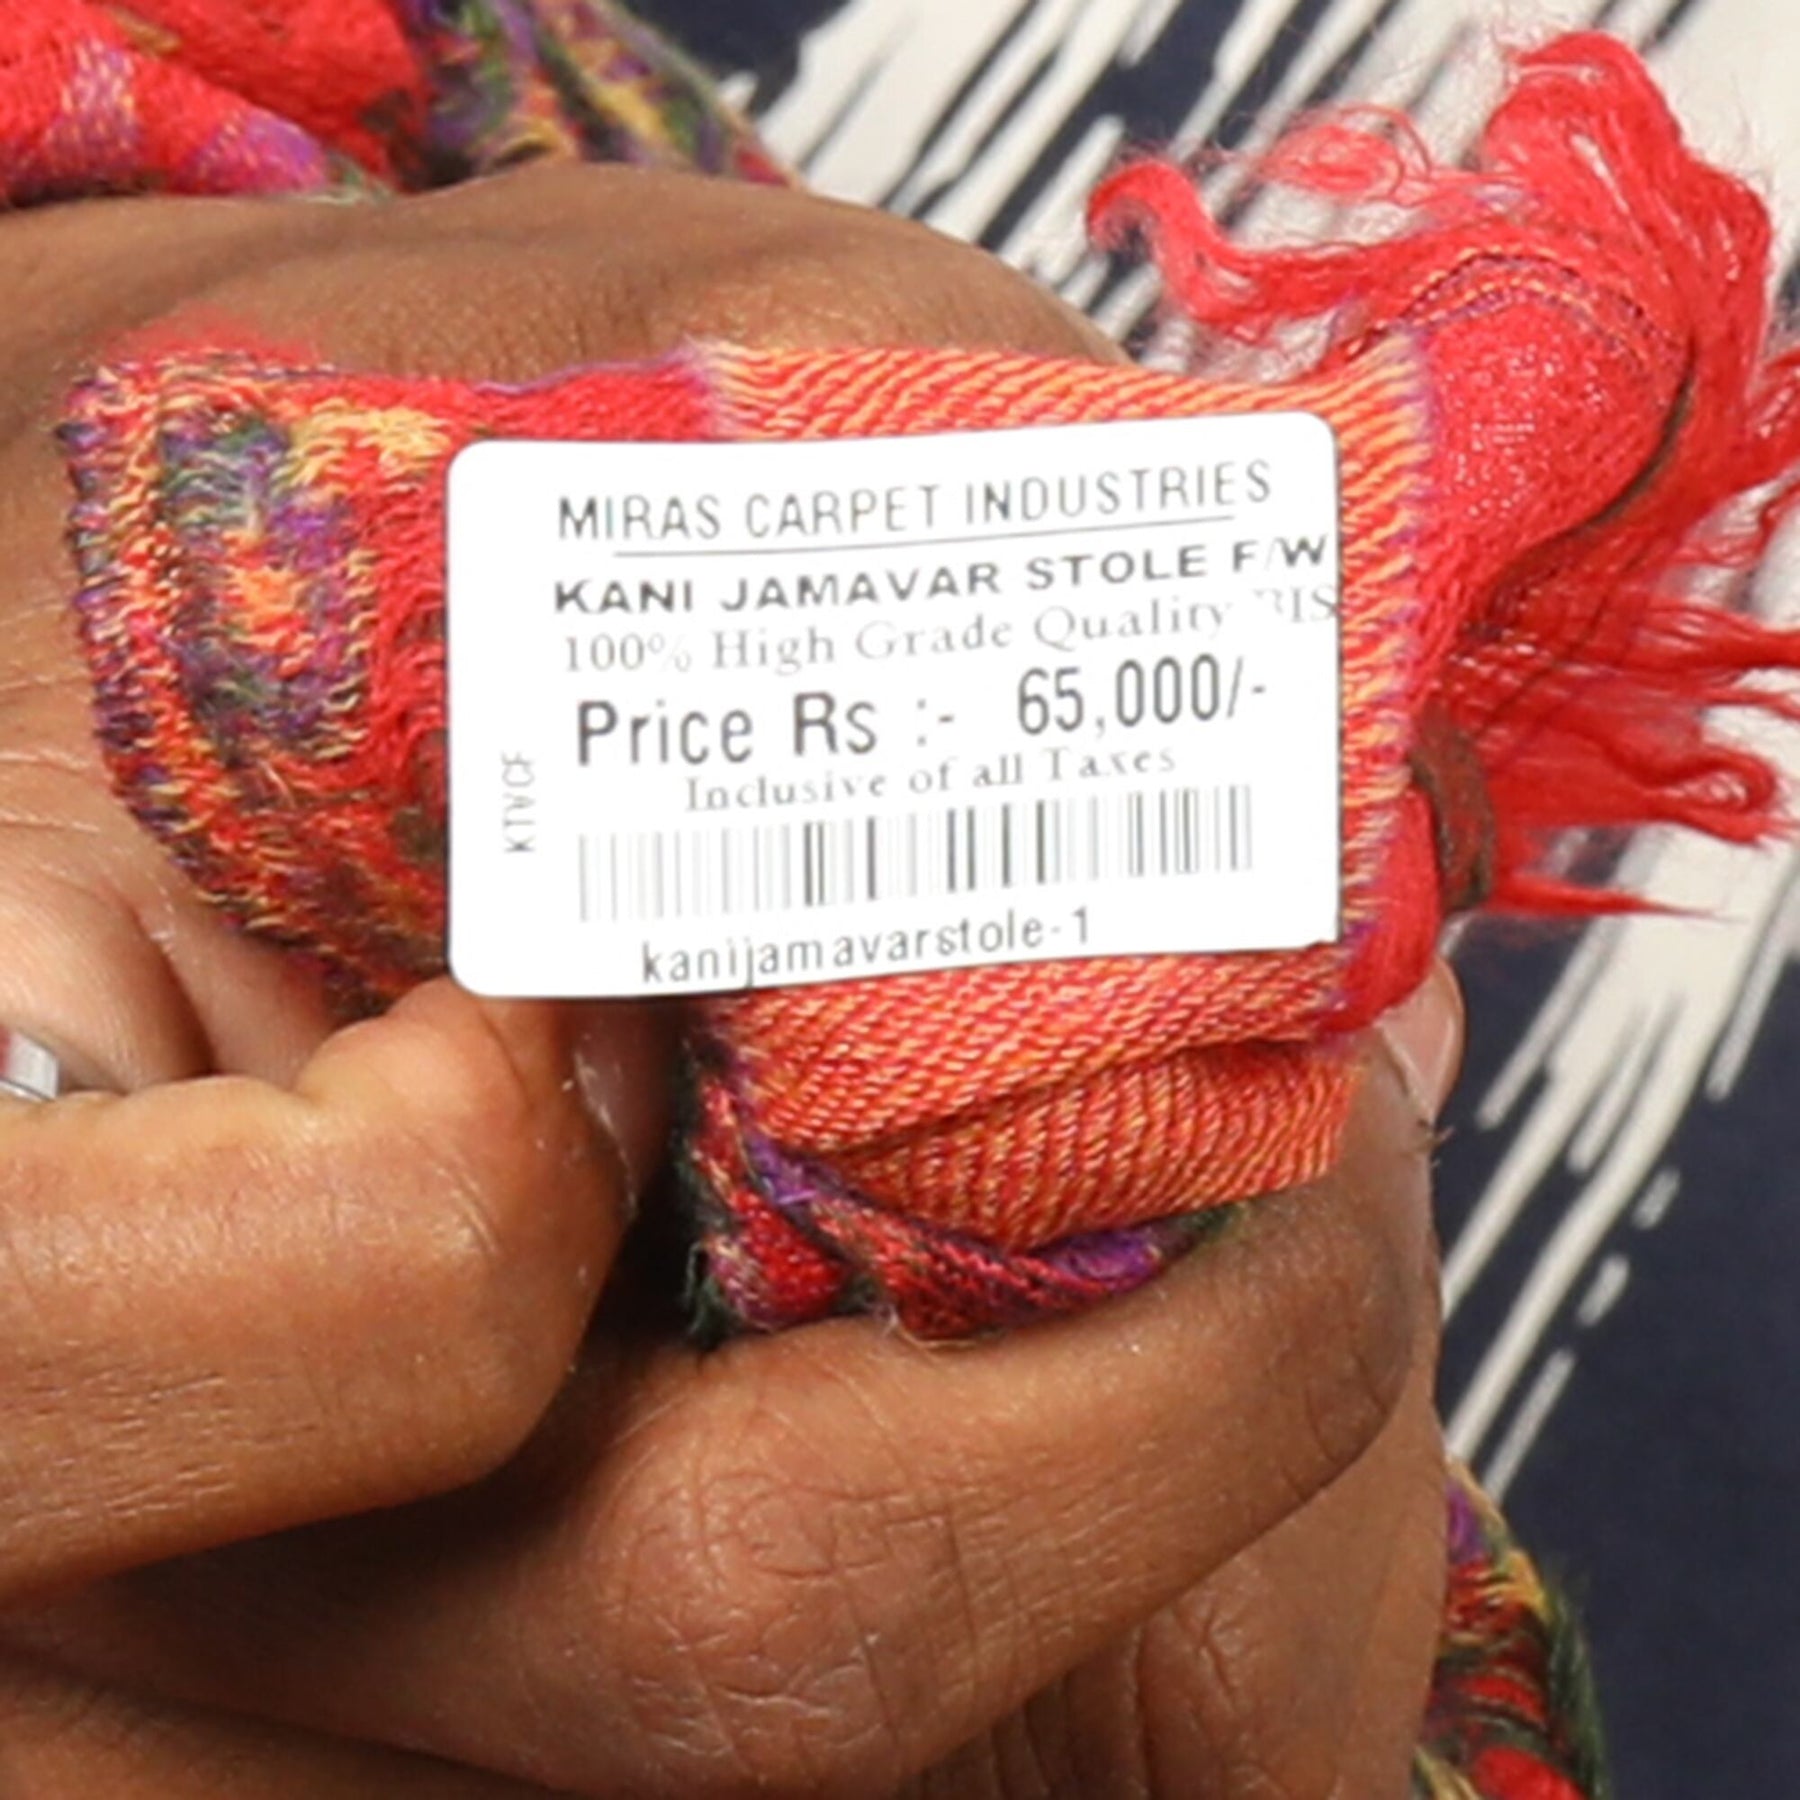 MIRAS CARPET INDUSTRIES
KANI JAMAVAR STOLE F/W
100% High Grade Quality
Price Rs :- 65,000/-
Inclusive of all Taxes
KTVCF
kanijamavarstole-1